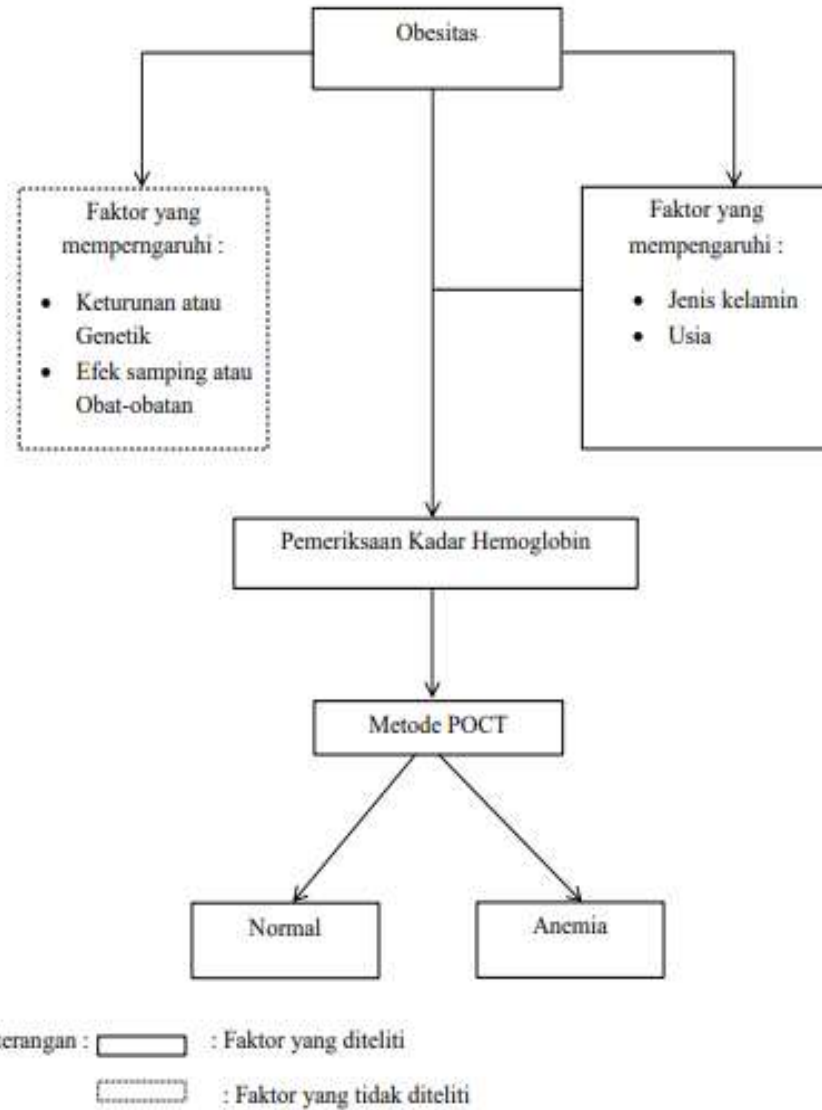 Obesitas
Faktor yang
memperngaruhi :
• Keturunan atau
Genetik
• Efek samping atau
Obat-obatan
Faktor yang
mempengaruhi :
• Jenis kelamin
• Usia
Pemeriksaan Kadar Hemoglobin
Metode POCT
Normal
Anemia
terangan :
: Faktor yang diteliti
: Faktor yang tidak diteliti